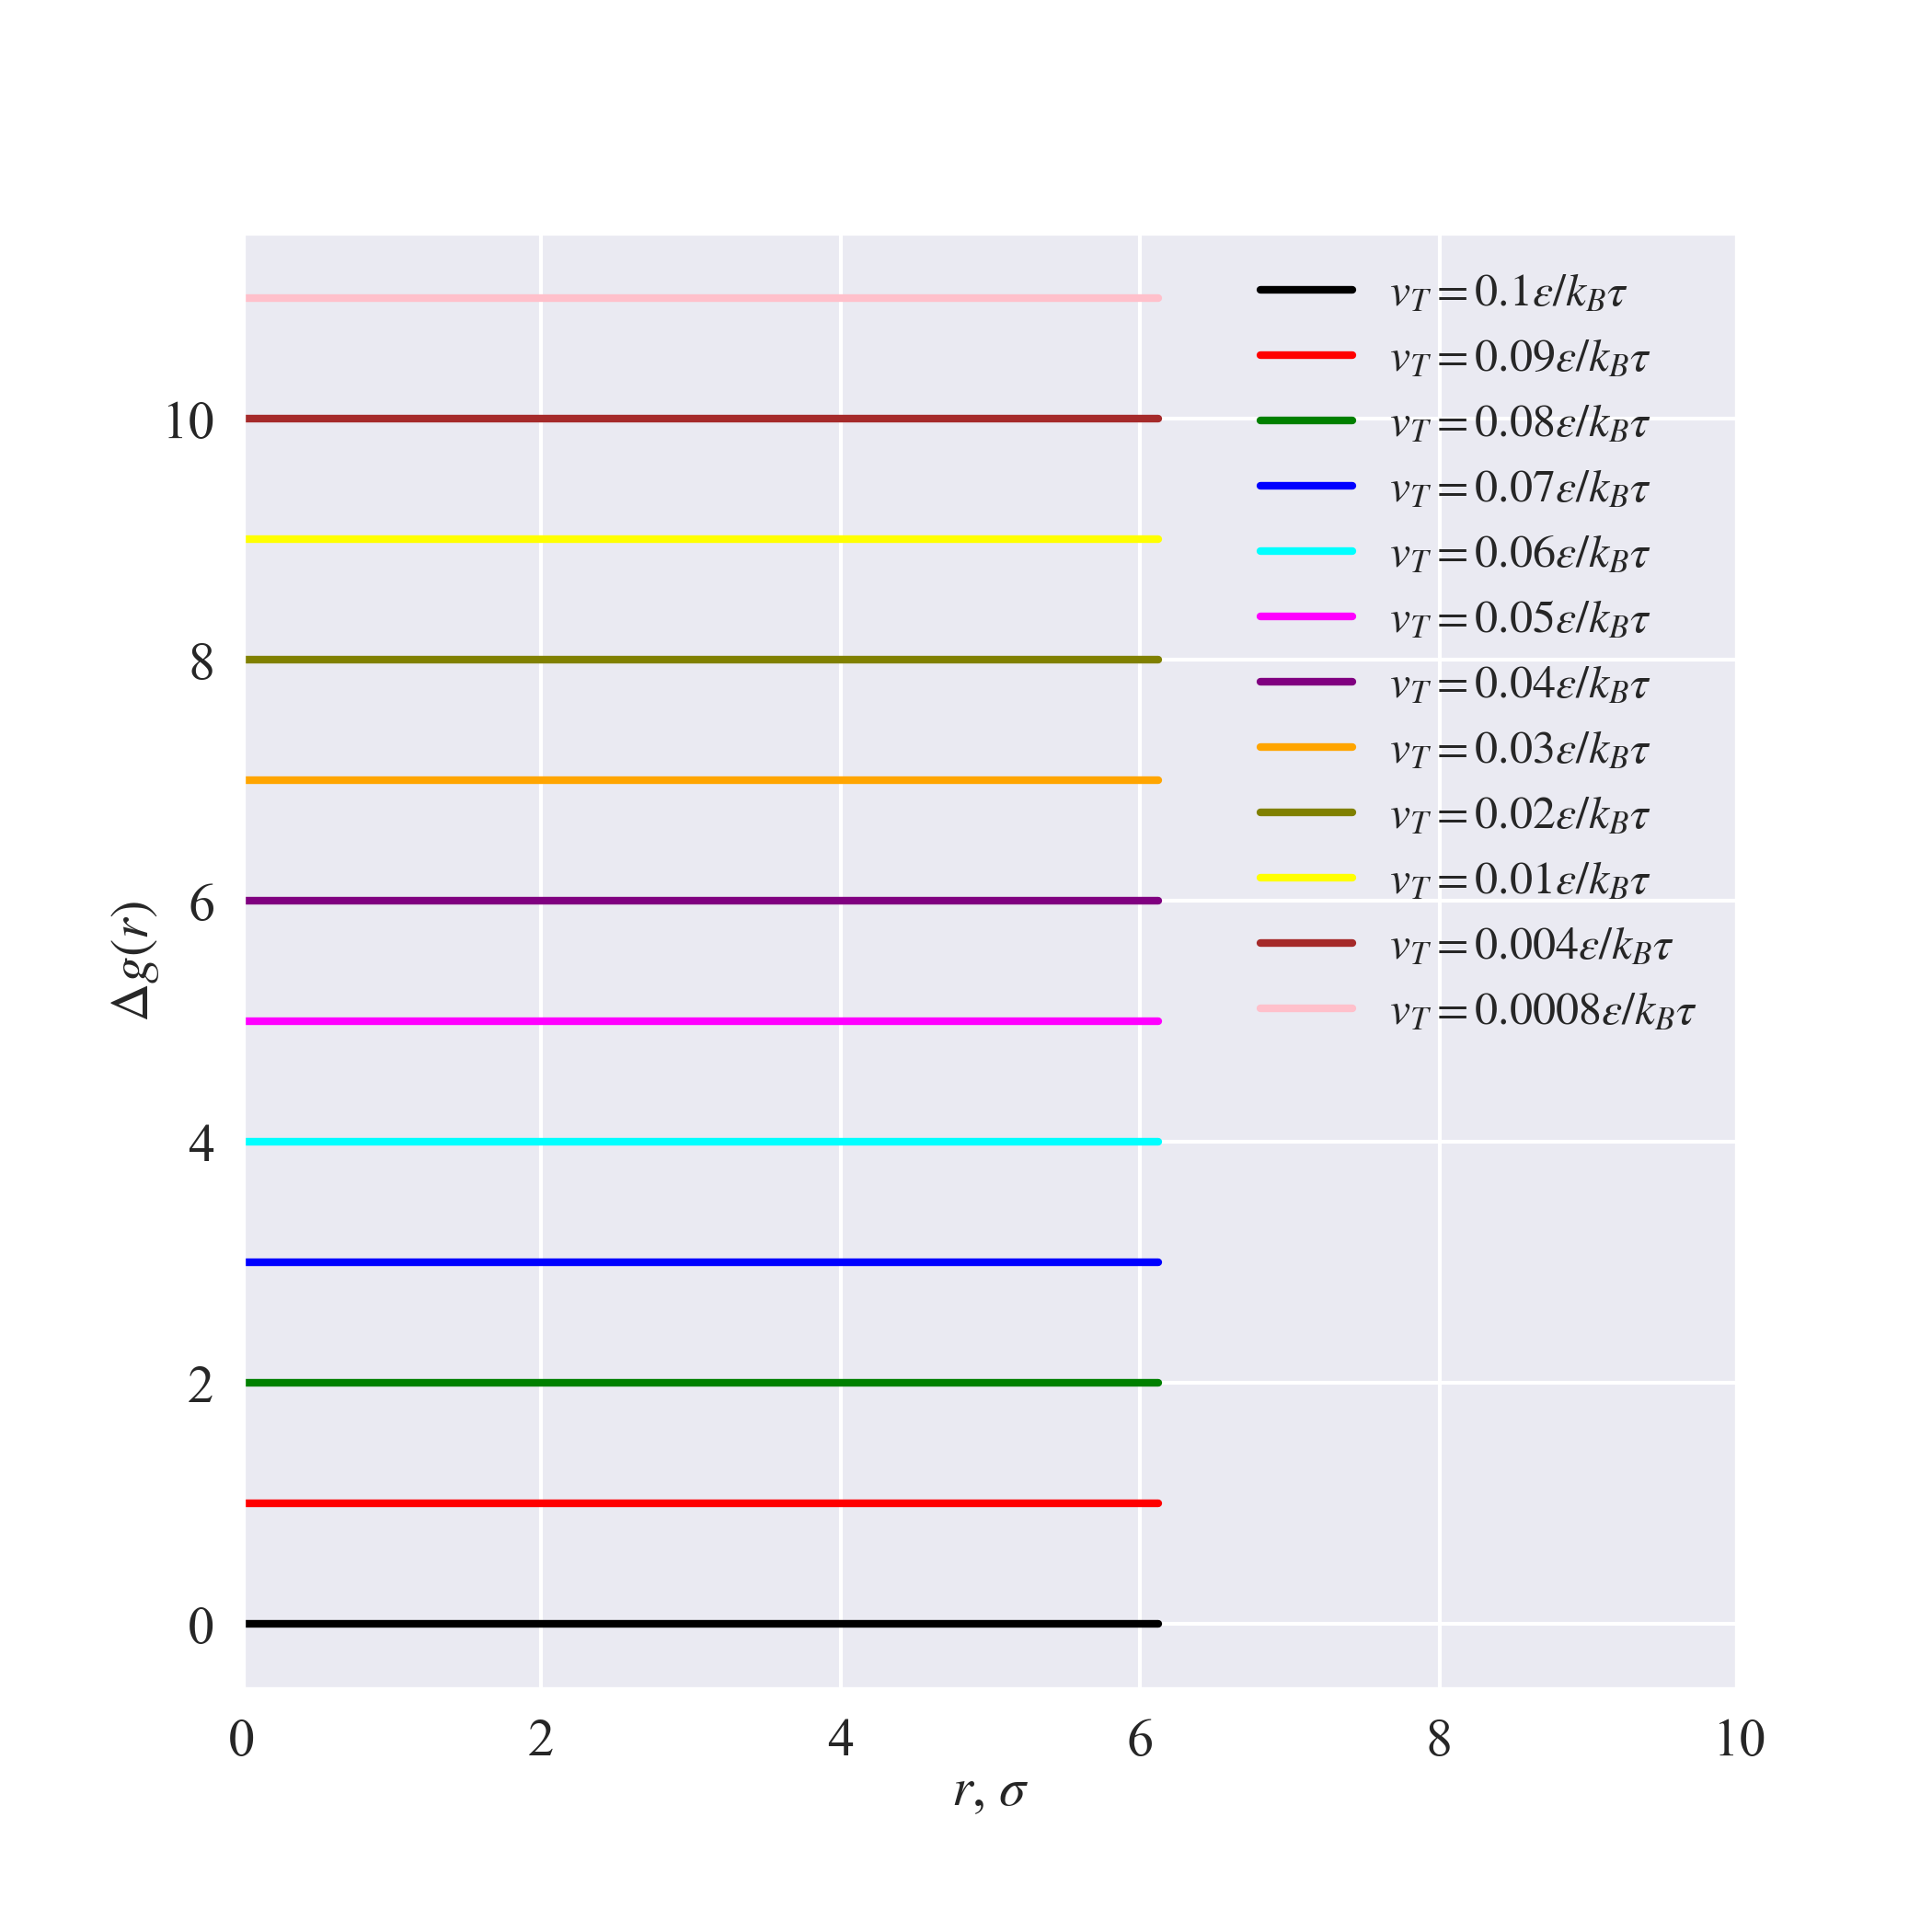 v_T = 0.1ε/k_Bτ
v_T = 0.09ε/k_Bτ
10
v_T = 0.08ε/k_Bτ
v_T = 0.07ε/k_Bτ
v_T = 0.06ε/k_Bτ
v_T = 0.05ε/k_Bτ
8
v_T = 0.04ε/k_Bτ
v_T = 0.03ε/k_Bτ
v_T = 0.02ε/k_Bτ
v_T = 0.01ε/k_Bτ
6
v_T = 0.004ε/k_Bτ
v_T = 0.0008ε/k_Bτ
Δg(r)
4
2
0
0 2 4 6 8 10
r, σ